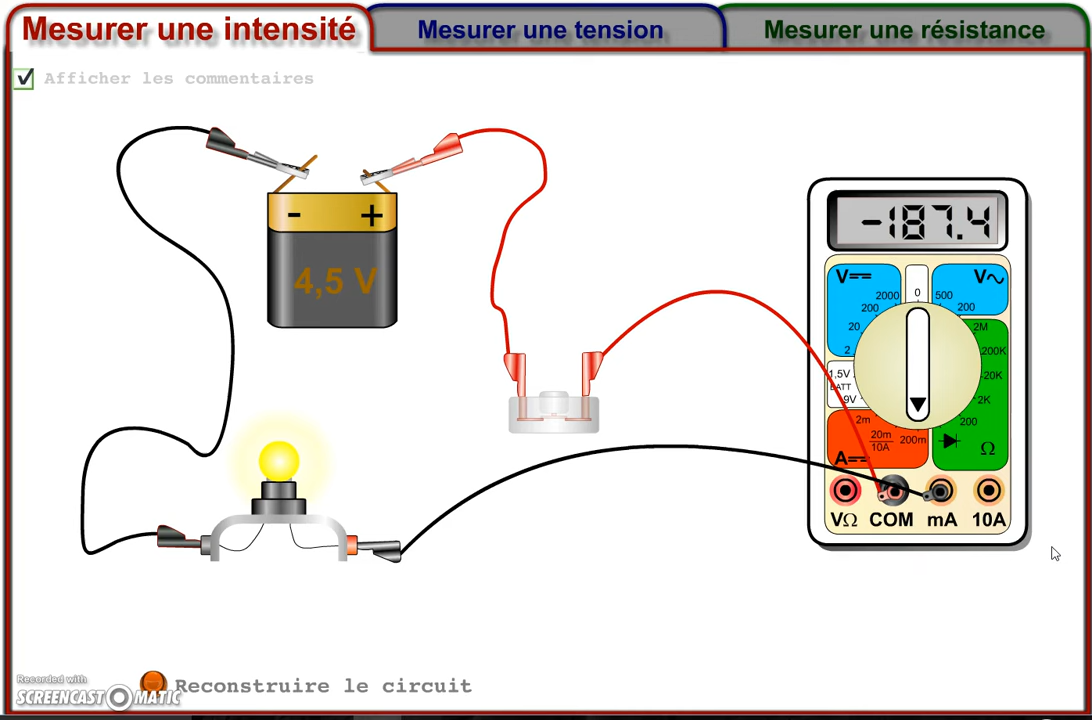 Mesurer une intensité
Mesurer une tension
Mesurer une résistance
Afficher les commentaires
- +
4,5 V
-187.4
V⎓
V∿
0
2000
200
20
2
500
200
2M
200K
20K
2K
200
Ω
1,5V
BATT
9V
2m
20m
10A
200m
A⎓
VΩ COM mA 10A
Recorded with
SCREENCAST MATIC
Reconstruire le circuit